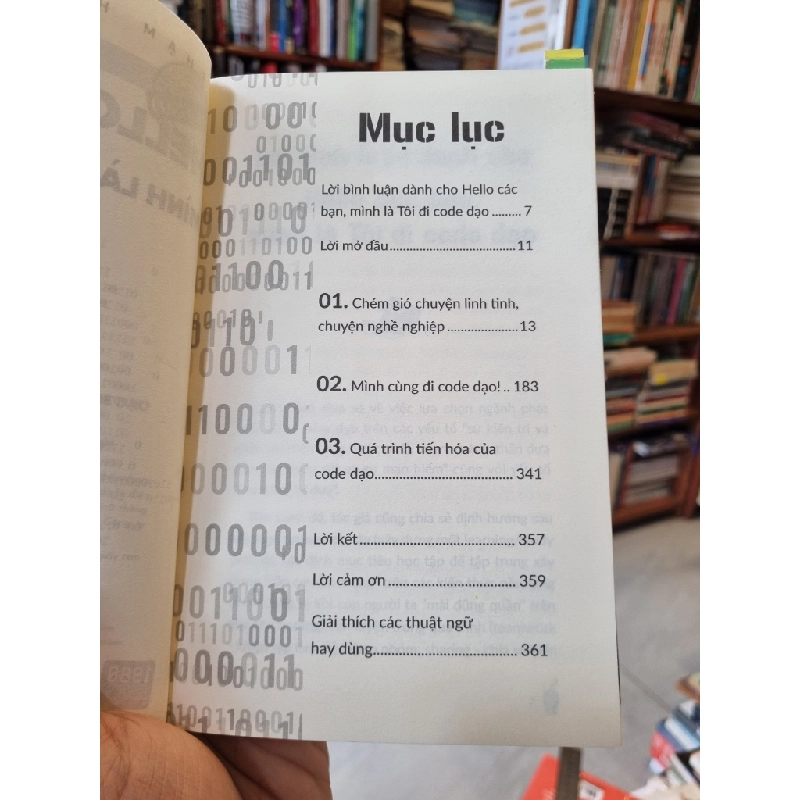 Mục lục
Lời bình luận dành cho Hello các
bạn, mình là Tôi đi code dạo ......... 7
Lời mở đầu....................................11
01. Chém gió chuyện linh tinh,
chuyện nghề nghiệp .....................13
02. Mình cùng đi code dạo! .. 183
03. Quá trình tiến hóa của
code dạo...................................... 341
Lời kết.......................................... 357
Lời cảm ơn ................................... 359
Giải thích các thuật ngữ
hay dùng....................................... 361